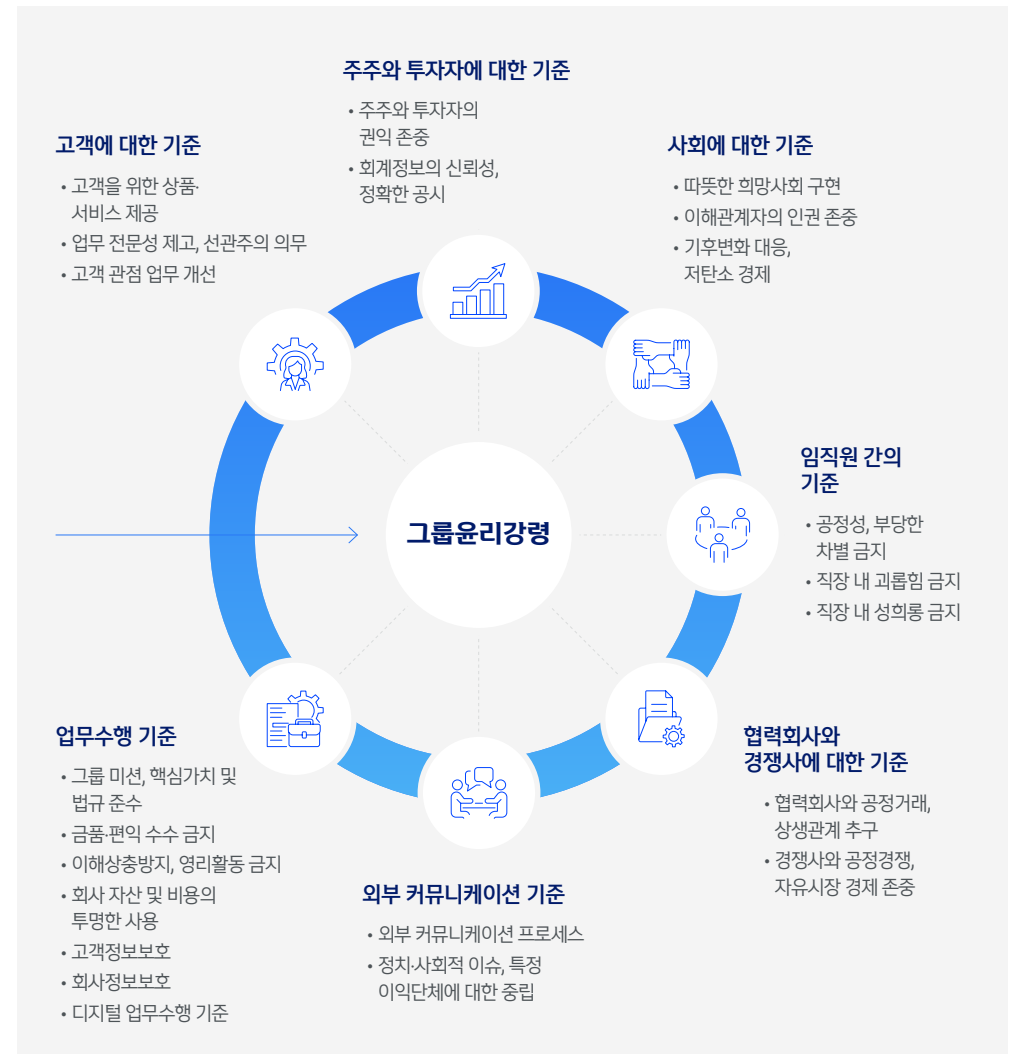 주주와 투자자에 대한 기준
• 주주와 투자자의
권익 존중
• 회계정보의 신뢰성,
정확한 공시
고객에 대한 기준
• 고객을 위한 상품·
서비스 제공
• 업무 전문성 제고, 선관주의 의무
• 고객 관점 업무 개선
사회에 대한 기준
• 따뜻한 희망사회 구현
• 이해관계자의 인권 존중
• 기후변화 대응,
저탄소 경제
임직원 간의
기준
• 공정성, 부당한
차별 금지
• 직장 내 괴롭힘 금지
• 직장 내 성희롱 금지
그룹윤리강령
협력회사와
경쟁사에 대한 기준
• 협력회사와 공정거래,
상생관계 추구
• 경쟁사와 공정경쟁,
자유시장 경제 존중
업무수행 기준
• 그룹 미션, 핵심가치 및
법규 준수
• 금품·편익 수수 금지
• 이해상충방지, 영리활동 금지
• 회사 자산 및 비용의
투명한 사용
• 고객정보보호
• 회사정보보호
• 디지털 업무수행 기준
외부 커뮤니케이션 기준
• 외부 커뮤니케이션 프로세스
• 정치·사회적 이슈, 특정
이익단체에 대한 중립